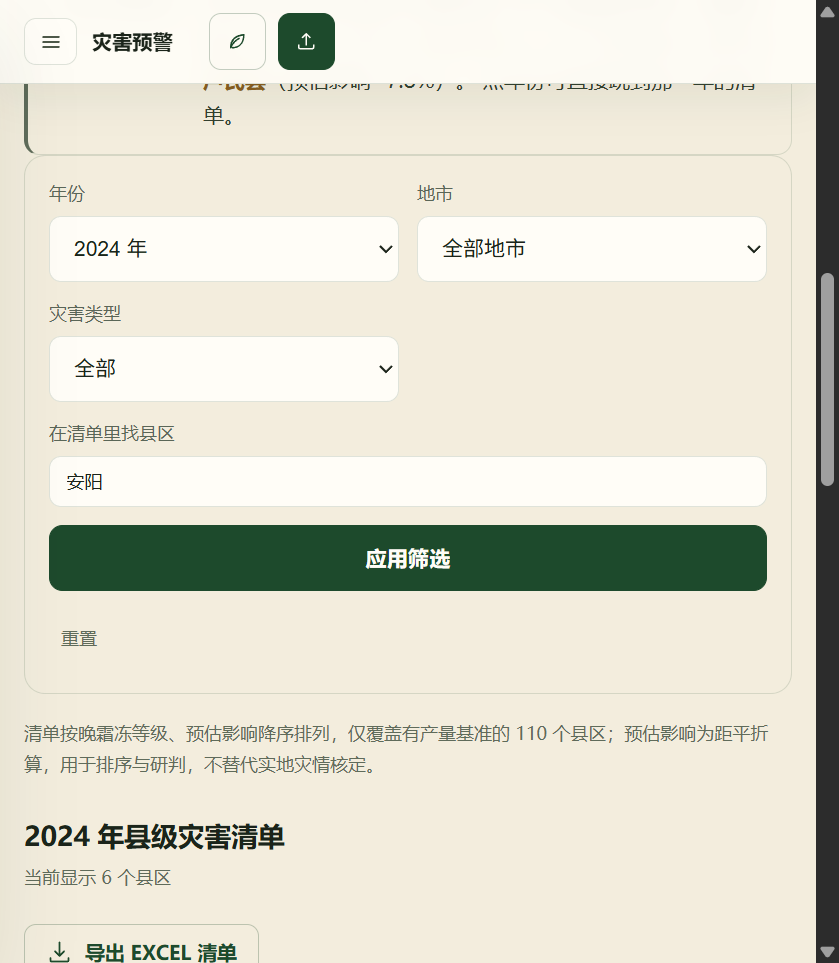 灾害预警
单。
年份
地市
2024 年
全部地市
灾害类型
全部
在清单里找县区
安阳
应用筛选
重置
清单按晚霜冻等级、预估影响降序排列，仅覆盖有产量基准的 110 个县区；预估影响为距平折
算，用于排序与研判，不替代实地灾情核定。
2024 年县级灾害清单
当前显示 6 个县区
导出 EXCEL 清单